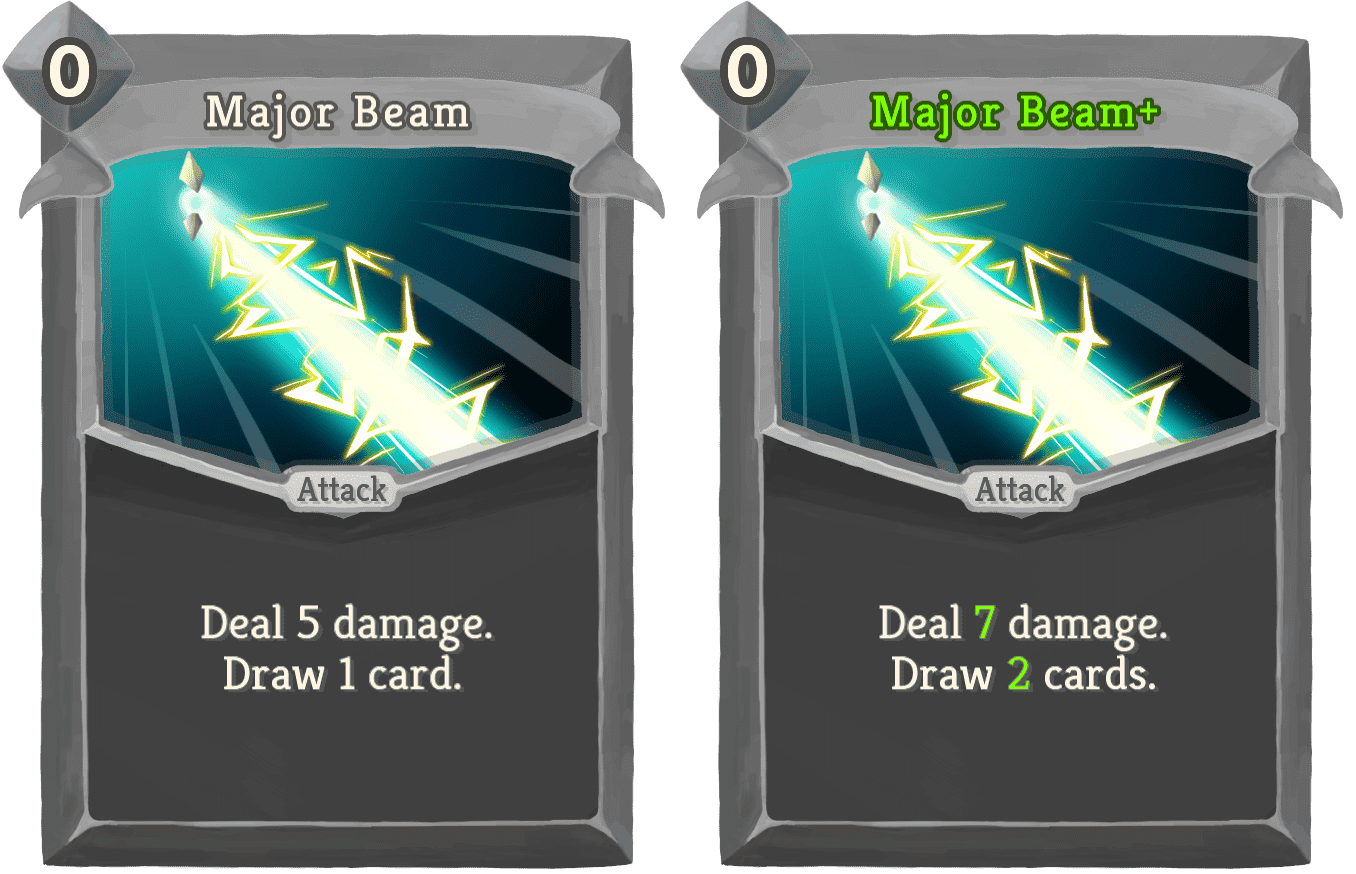 0
Major Beam
Attack
Deal 5 damage.
Draw 1 card.
0
Major Beam+
Attack
Deal 7 damage.
Draw 2 cards.